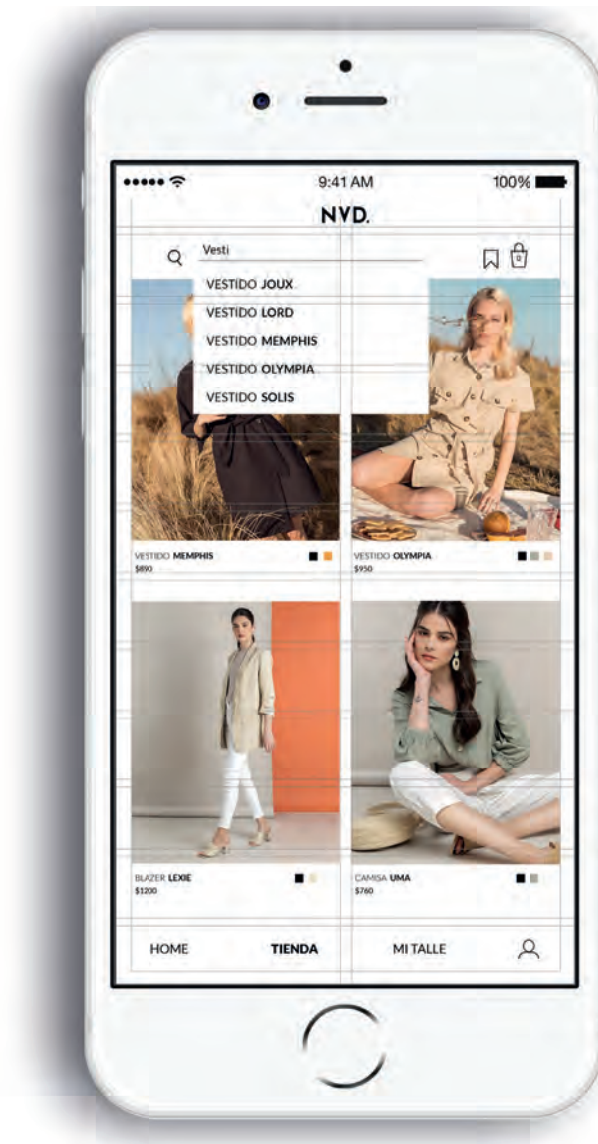 9:41 AM
100%
NVD.
Vesti
0
VESTIDO JOUX
VESTIDO LORD
VESTIDO MEMPHIS
VESTIDO OLYMPIA
VESTIDO SOLIS
VESTIDO MEMPHIS
$890
VESTIDO OLYMPIA
$950
BLAZER LEXIE
$1200
CAMISA UMA
$760
HOME
TIENDA
MI TALLE